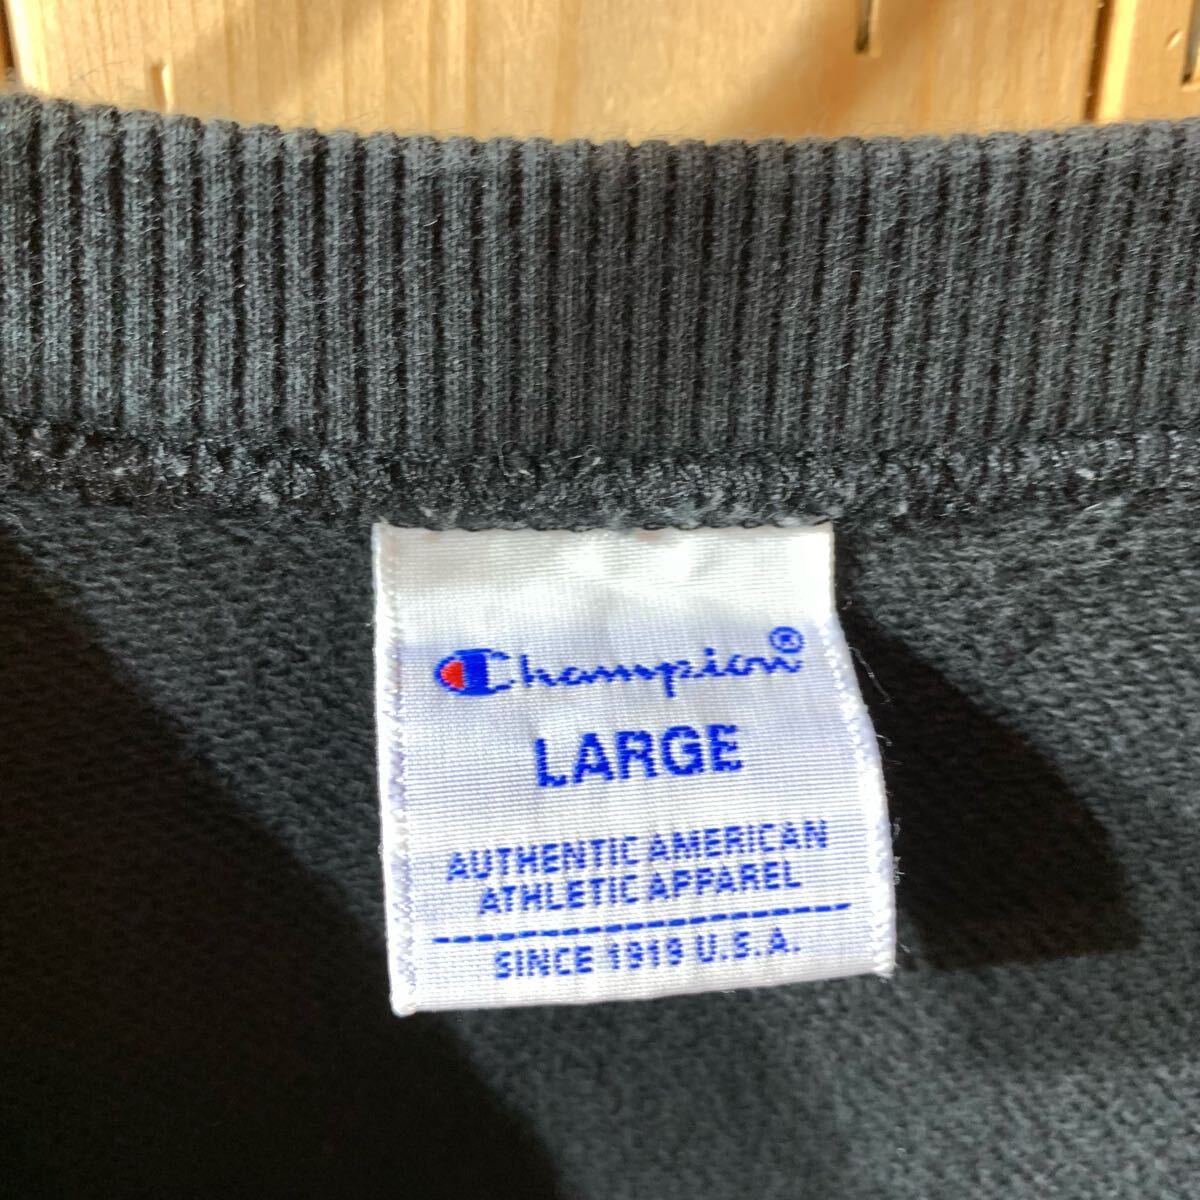 Champion®
LARGE
AUTHENTIC AMERICAN
ATHLETIC APPAREL
SINCE 1919 U.S.A.